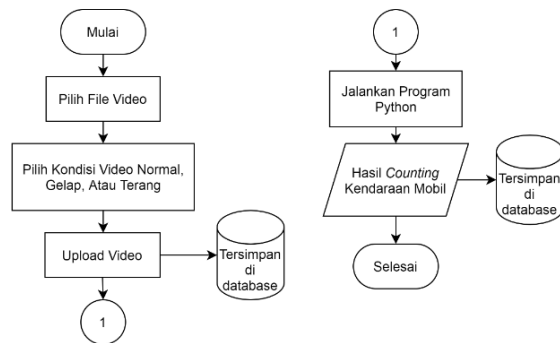 Mulai
Pilih File Video
Pilih Kondisi Video Normal,
Gelap, Atau Terang
Upload Video
Tersimpan
di
database
1
1
Jalankan Program
Python
Hasil Counting
Kendaraan Mobil
Tersimpan
di
database
Selesai